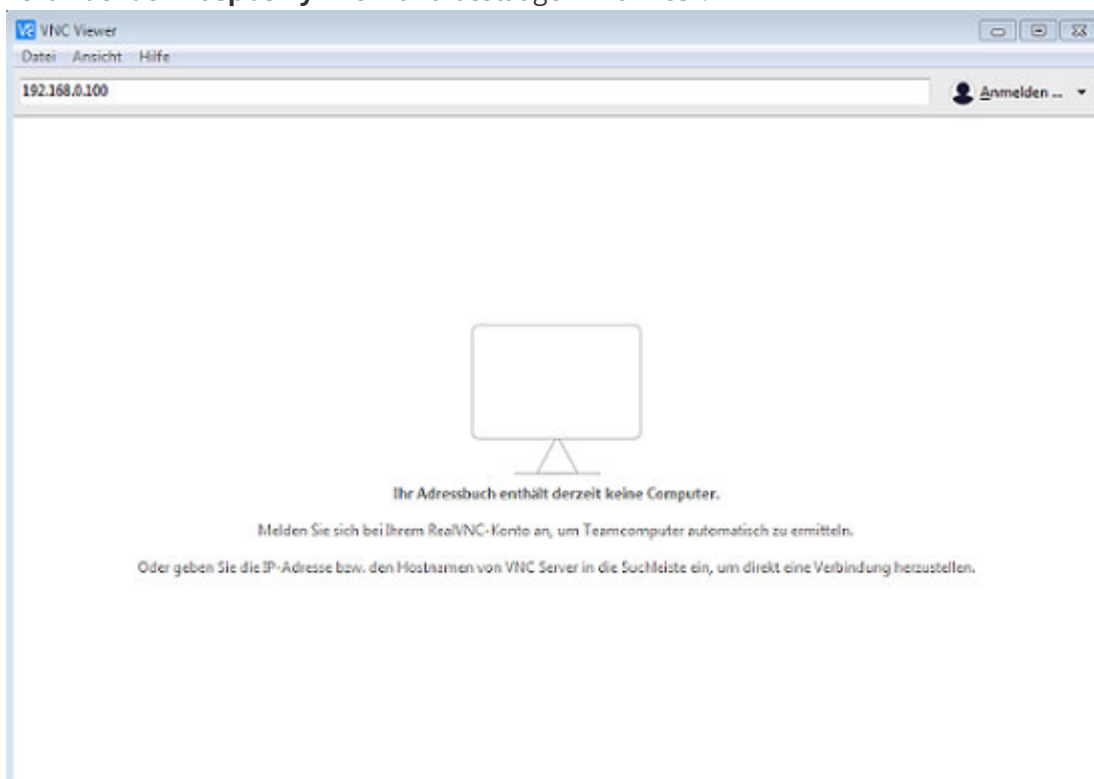 VNC Viewer
Datei Ansicht Hilfe
192.168.0.100 Anmelden ...
Ihr Adressbuch enthält derzeit keine Computer.
Melden Sie sich bei Ihrem RealVNC-Konto an, um Teamcomputer automatisch zu ermitteln.
Oder geben Sie die IP-Adresse bzw. den Hostnamen von VNC Server in die Suchleiste ein, um direkt eine Verbindung herzustellen.